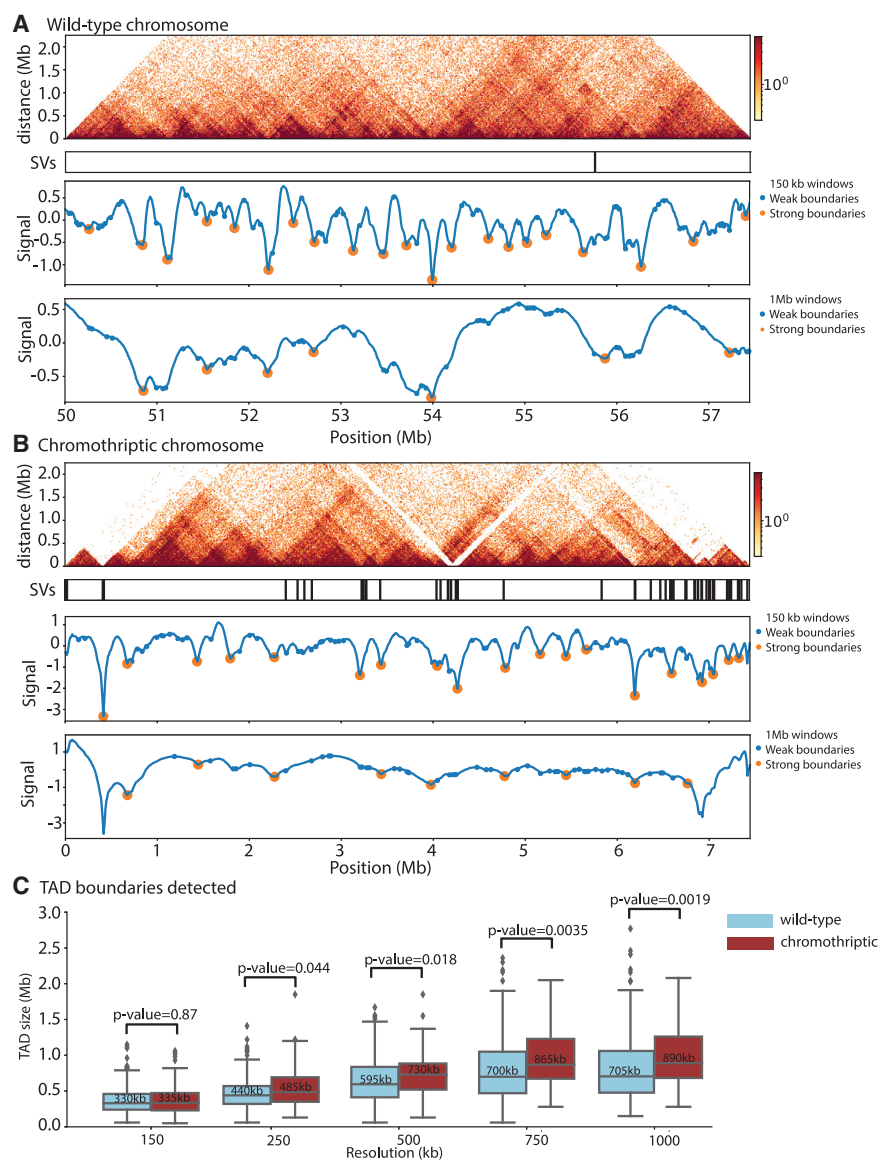 A Wild-type chromosome
distance (Mb
2.0
1.5
1.0
0.5
0
10⁰
SVs
Signal
0.5
0.0
-0.5
-1.0
150 kb windows
Weak boundaries
Strong boundaries
Signal
0.5
0.0
-0.5
1Mb windows
Weak boundaries
Strong boundaries
50 51 52 53 54 55 56 57
Position (Mb)
B Chromothriptic chromosome
distance (Mb)
2.0
1.5
1.0
0.5
0
10⁰
SVs
Signal
1
0
-1
-2
-3
150 kb windows
Weak boundaries
Strong boundaries
Signal
1
-1
-3
1Mb windows
Weak boundaries
Strong boundaries
0 1 2 3 4 5 6 7
Position (Mb)
C TAD boundaries detected
TAD size (Mb)
3.0
2.5
2.0
1.5
1.0
0.5
0.0
p-value=0.87
p-value=0.044
p-value=0.018
p-value=0.0035
p-value=0.0019
wild-type
chromothriptic
330kb 335kb
440kb 485kb
595kb 730kb
700kb 865kb
705kb 890kb
150 250 500 750 1000
Resolution (kb)